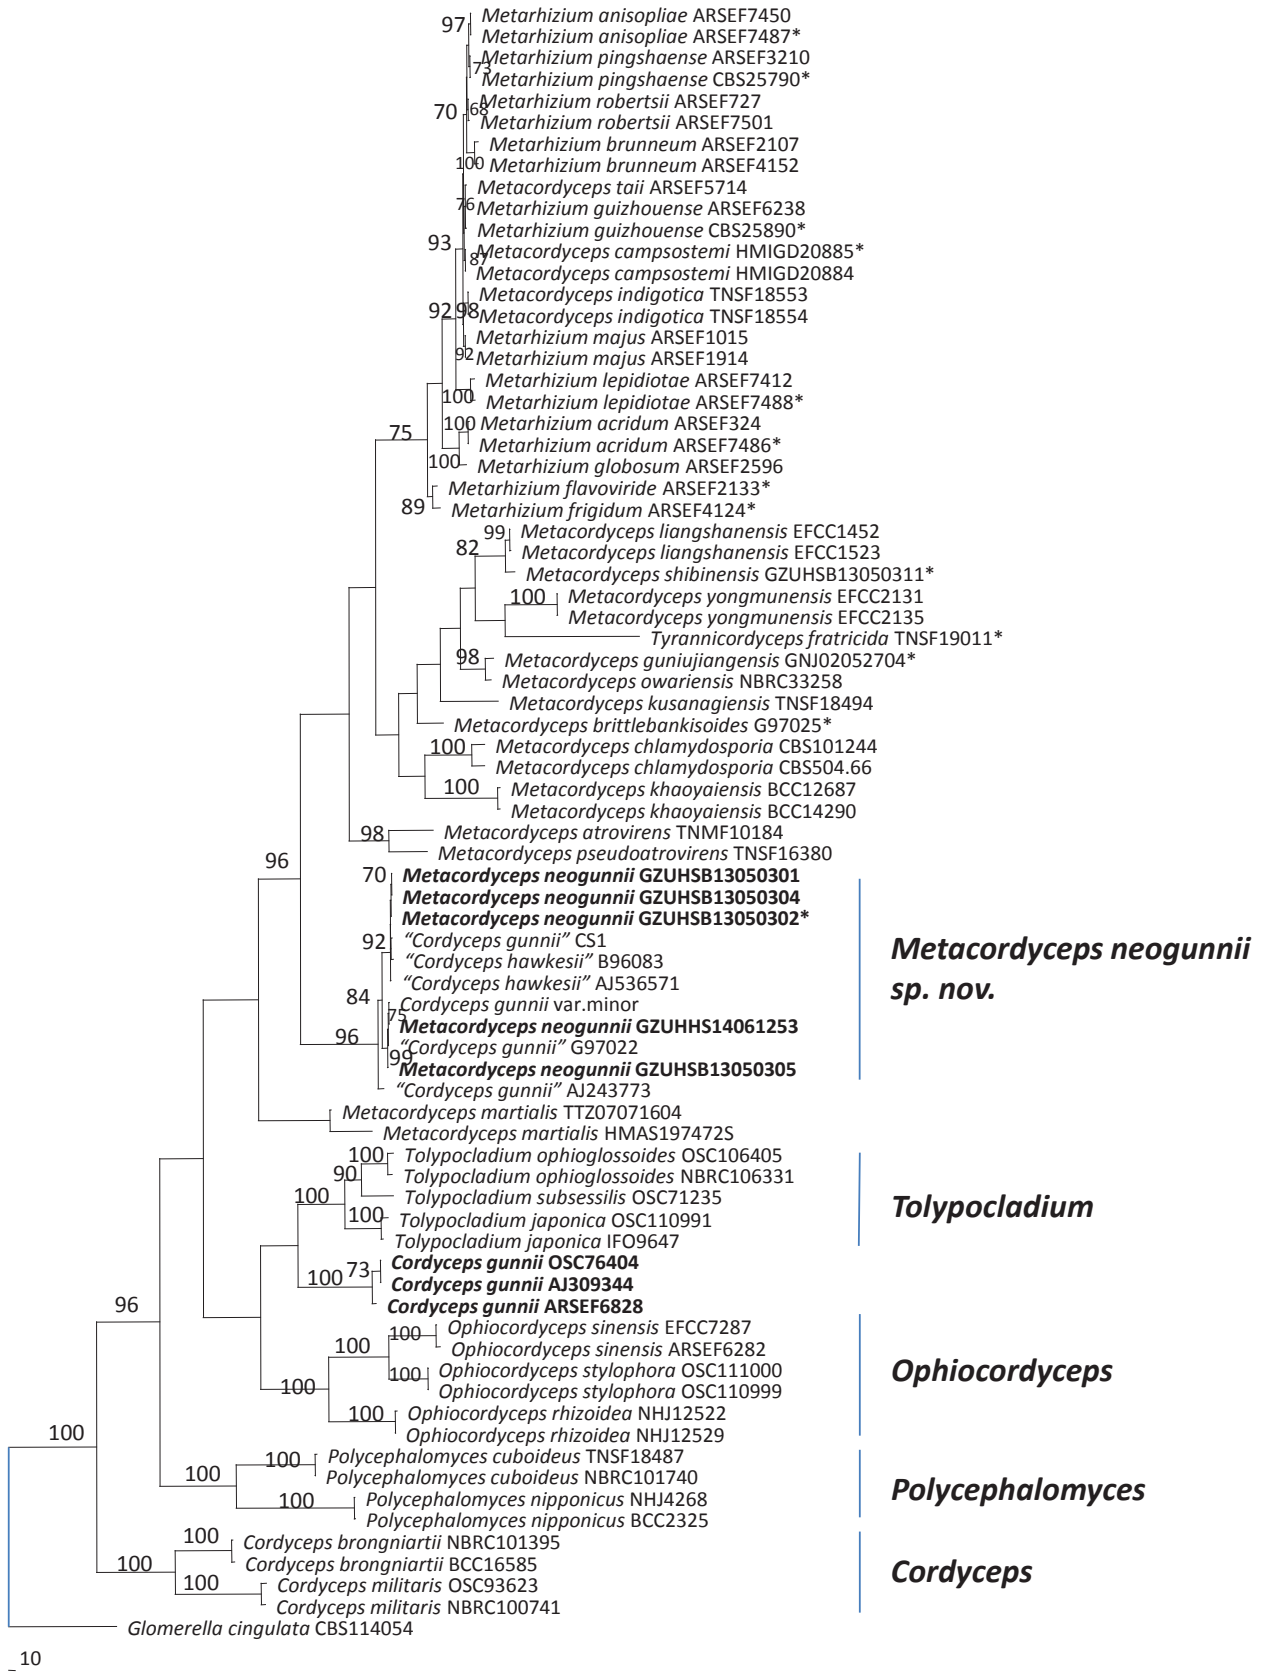 Metarhizium anisopliae ARSEF7450
97
Metarhizium anisopliae ARSEF7487*
Metarhizium pingshaense ARSEF3210
73
Metarhizium pingshaense CBS25790*
Metarhizium robertsii ARSEF727
70
68
Metarhizium robertsii ARSEF7501
Metarhizium brunneum ARSEF2107
100
Metarhizium brunneum ARSEF4152
Metacordyceps taii ARSEF5714
76
Metarhizium guizhouense ARSEF6238
Metarhizium guizhouense CBS25890*
93
Metacordyceps campsostemi HMIGD20885*
87
Metacordyceps campsostemi HMIGD20884
Metacordyceps indigotica TNSF18553
92
98
Metacordyceps indigotica TNSF18554
Metarhizium majus ARSEF1015
92
Metarhizium majus ARSEF1914
Metarhizium lepidiotae ARSEF7412
100
Metarhizium lepidiotae ARSEF7488*
100
Metarhizium acridum ARSEF324
75
Metarhizium acridum ARSEF7486*
100
Metarhizium globosum ARSEF2596
Metarhizium flavoviride ARSEF2133*
89
Metarhizium frigidum ARSEF4124*
99
Metacordyceps liangshanensis EFCC1452
82
Metacordyceps liangshanensis EFCC1523
Metacordyceps shibinensis GZUHSB13050311*
100
Metacordyceps yongmunensis EFCC2131
Metacordyceps yongmunensis EFCC2135
Tyrannicordyceps fratricida TNSF19011*
98
Metacordyceps guniujiangensis GNJ02052704*
Metacordyceps owariensis NBRC33258
Metacordyceps kusanagiensis TNSF18494
Metacordyceps brittlebankisoides G97025*
100
Metacordyceps chlamydosporia CBS101244
Metacordyceps chlamydosporia CBS504.66
100
Metacordyceps khaoyaiensis BCC12687
Metacordyceps khaoyaiensis BCC14290
98
Metacordyceps atrovirens TNMF10184
Metacordyceps pseudoatrovirens TNSF16380
96
70
Metacordyceps neogunnii GZUHSB13050301
Metacordyceps neogunnii GZUHSB13050304
Metacordyceps neogunnii GZUHSB13050302*
92
“Cordyceps gunnii” CS1
“Cordyceps hawkesii” B96083
“Cordyceps hawkesii” AJ536571
84
Cordyceps gunnii var.minor
75
Metacordyceps neogunnii GZUHHS14061253
96
“Cordyceps gunnii” G97022
99
Metacordyceps neogunnii GZUHSB13050305
“Cordyceps gunnii” AJ243773
Metacordyceps neogunnii
sp. nov.
Metacordyceps martialis TTZ07071604
Metacordyceps martialis HMAS197472S
100
Tolypocladium ophioglossoides OSC106405
90
Tolypocladium ophioglossoides NBRC106331
100
Tolypocladium subsessilis OSC71235
100
Tolypocladium japonica OSC110991
Tolypocladium japonica IFO9647
Tolypocladium
73
Cordyceps gunnii OSC76404
100
Cordyceps gunnii AJ309344
Cordyceps gunnii ARSEF6828
96
100
Ophiocordyceps sinensis EFCC7287
100
Ophiocordyceps sinensis ARSEF6282
100
Ophiocordyceps stylophora OSC111000
100
Ophiocordyceps stylophora OSC110999
100
Ophiocordyceps rhizoidea NHJ12522
Ophiocordyceps rhizoidea NHJ12529
Ophiocordyceps
100
100
Polycephalomyces cuboideus TNSF18487
100
Polycephalomyces cuboideus NBRC101740
100
Polycephalomyces nipponicus NHJ4268
Polycephalomyces nipponicus BCC2325
Polycephalomyces
100
Cordyceps brongniartii NBRC101395
100
Cordyceps brongniartii BCC16585
100
Cordyceps militaris OSC93623
Cordyceps militaris NBRC100741
Cordyceps
Glomerella cingulata CBS114054
10